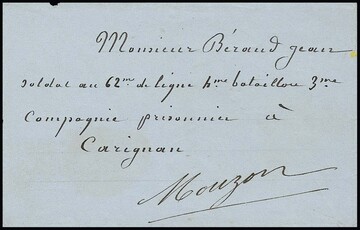 Monsieur Béraud Jean
soldat au 62me de ligne 4me bataillon 3me
Compagnie prisonnier à
Carignan
Mouzon